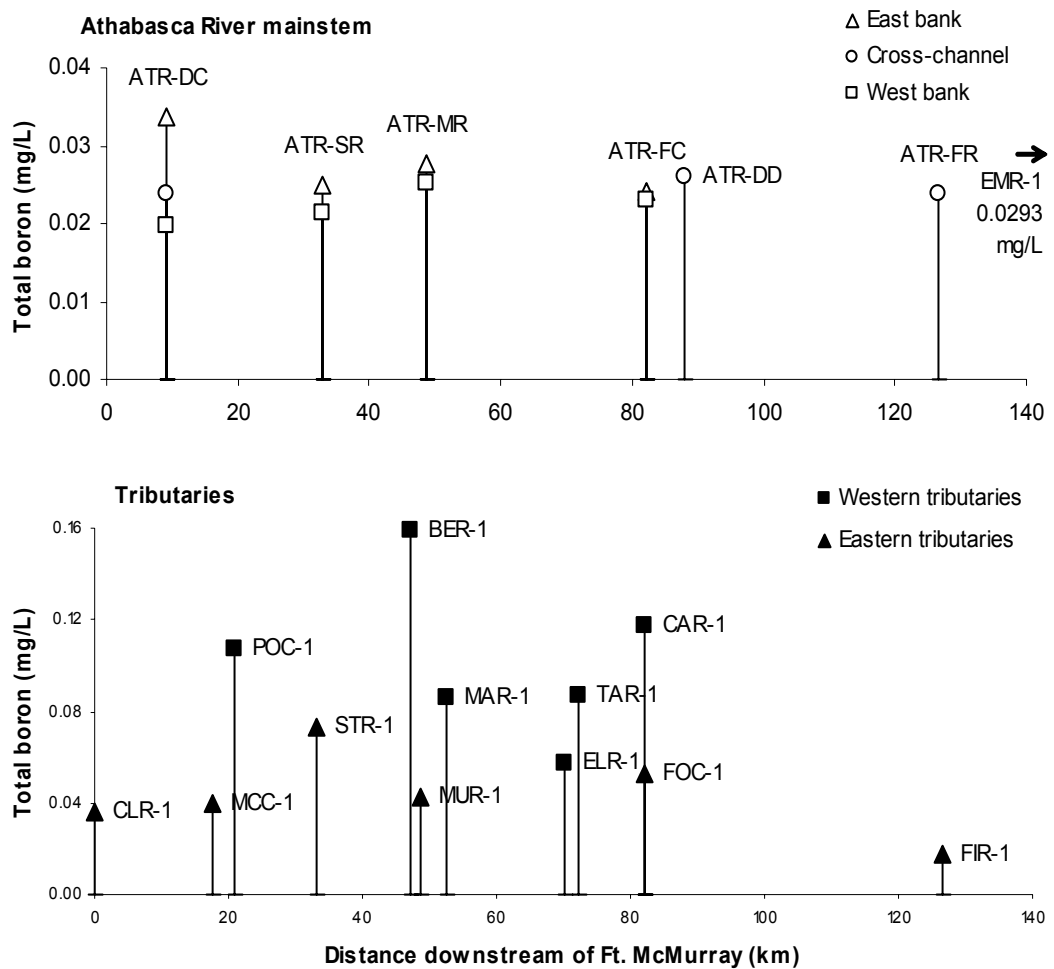 Athabasca River mainstem
East bank
Cross-channel
West bank
Total boron (mg/L)
0.04
0.03
0.02
0.01
0.00
ATR-DC
ATR-SR
ATR-MR
ATR-FC
ATR-DD
ATR-FR
EMR-1
0.0293
mg/L
0 20 40 60 80 100 120 140
Tributaries
Western tributaries
Eastern tributaries
Total boron (mg/L)
0.16
0.12
0.08
0.04
0.00
BER-1
POC-1
CAR-1
MAR-1
TAR-1
STR-1
ELR-1
FOC-1
CLR-1
MCC-1
MUR-1
FIR-1
0 20 40 60 80 100 120 140
Distance downstream of Ft. McMurray (km)